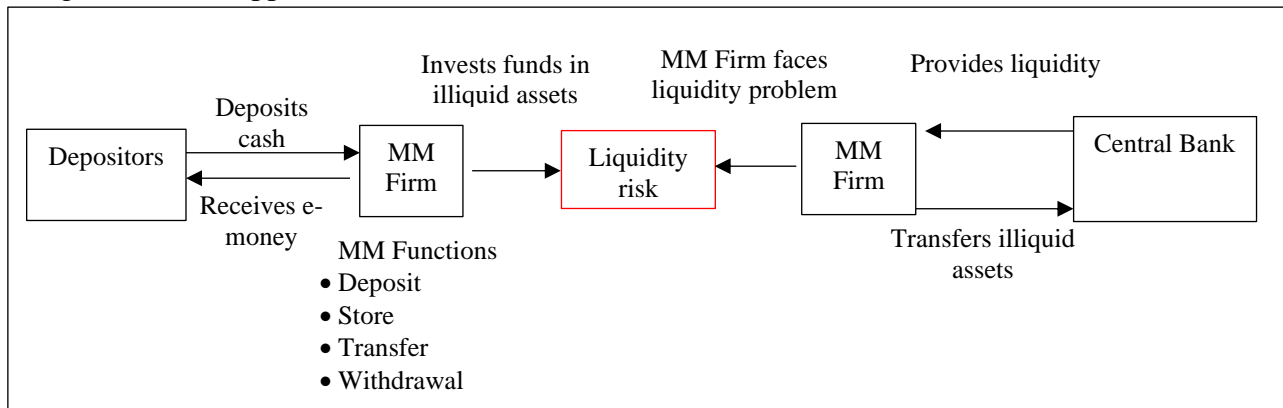 Invests funds in
illiquid assets
MM Firm faces
liquidity problem
Provides liquidity
Deposits
cash
Depositors
MM
Firm
Liquidity
risk
MM
Firm
Central Bank
Receives e-
money
Transfers illiquid
assets
MM Functions
• Deposit
• Store
• Transfer
• Withdrawal